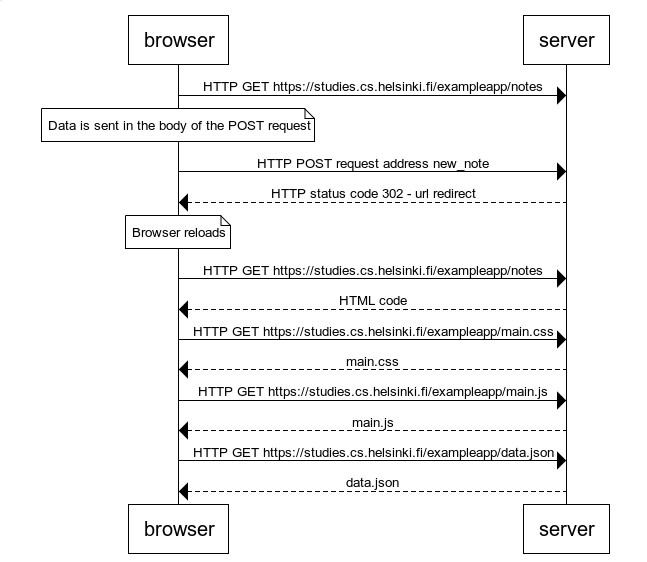 browser server
HTTP GET https://studies.cs.helsinki.fi/exampleapp/notes
Data is sent in the body of the POST request
HTTP POST request address new_note
HTTP status code 302 - url redirect
Browser reloads
HTTP GET https://studies.cs.helsinki.fi/exampleapp/notes
HTML code
HTTP GET https://studies.cs.helsinki.fi/exampleapp/main.css
main.css
HTTP GET https://studies.cs.helsinki.fi/exampleapp/main.js
main.js
HTTP GET https://studies.cs.helsinki.fi/exampleapp/data.json
data.json
browser server